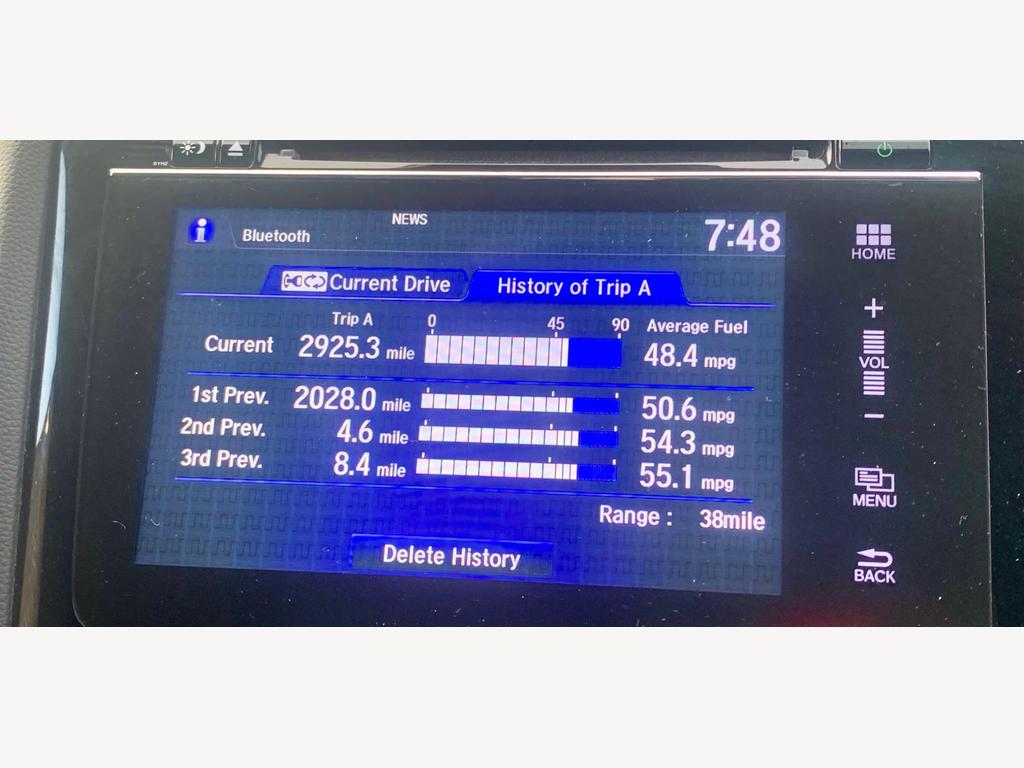 NEWS
Bluetooth
7:48
Current Drive
History of Trip A
Trip A
0 45 90
Average Fuel
Current 2925.3 mile 48.4 mpg
1st Prev. 2028.0 mile 50.6 mpg
2nd Prev. 4.6 mile 54.3 mpg
3rd Prev. 8.4 mile 55.1 mpg
Range : 38mile
Delete History
HOME
+
VOL
−
MENU
BACK